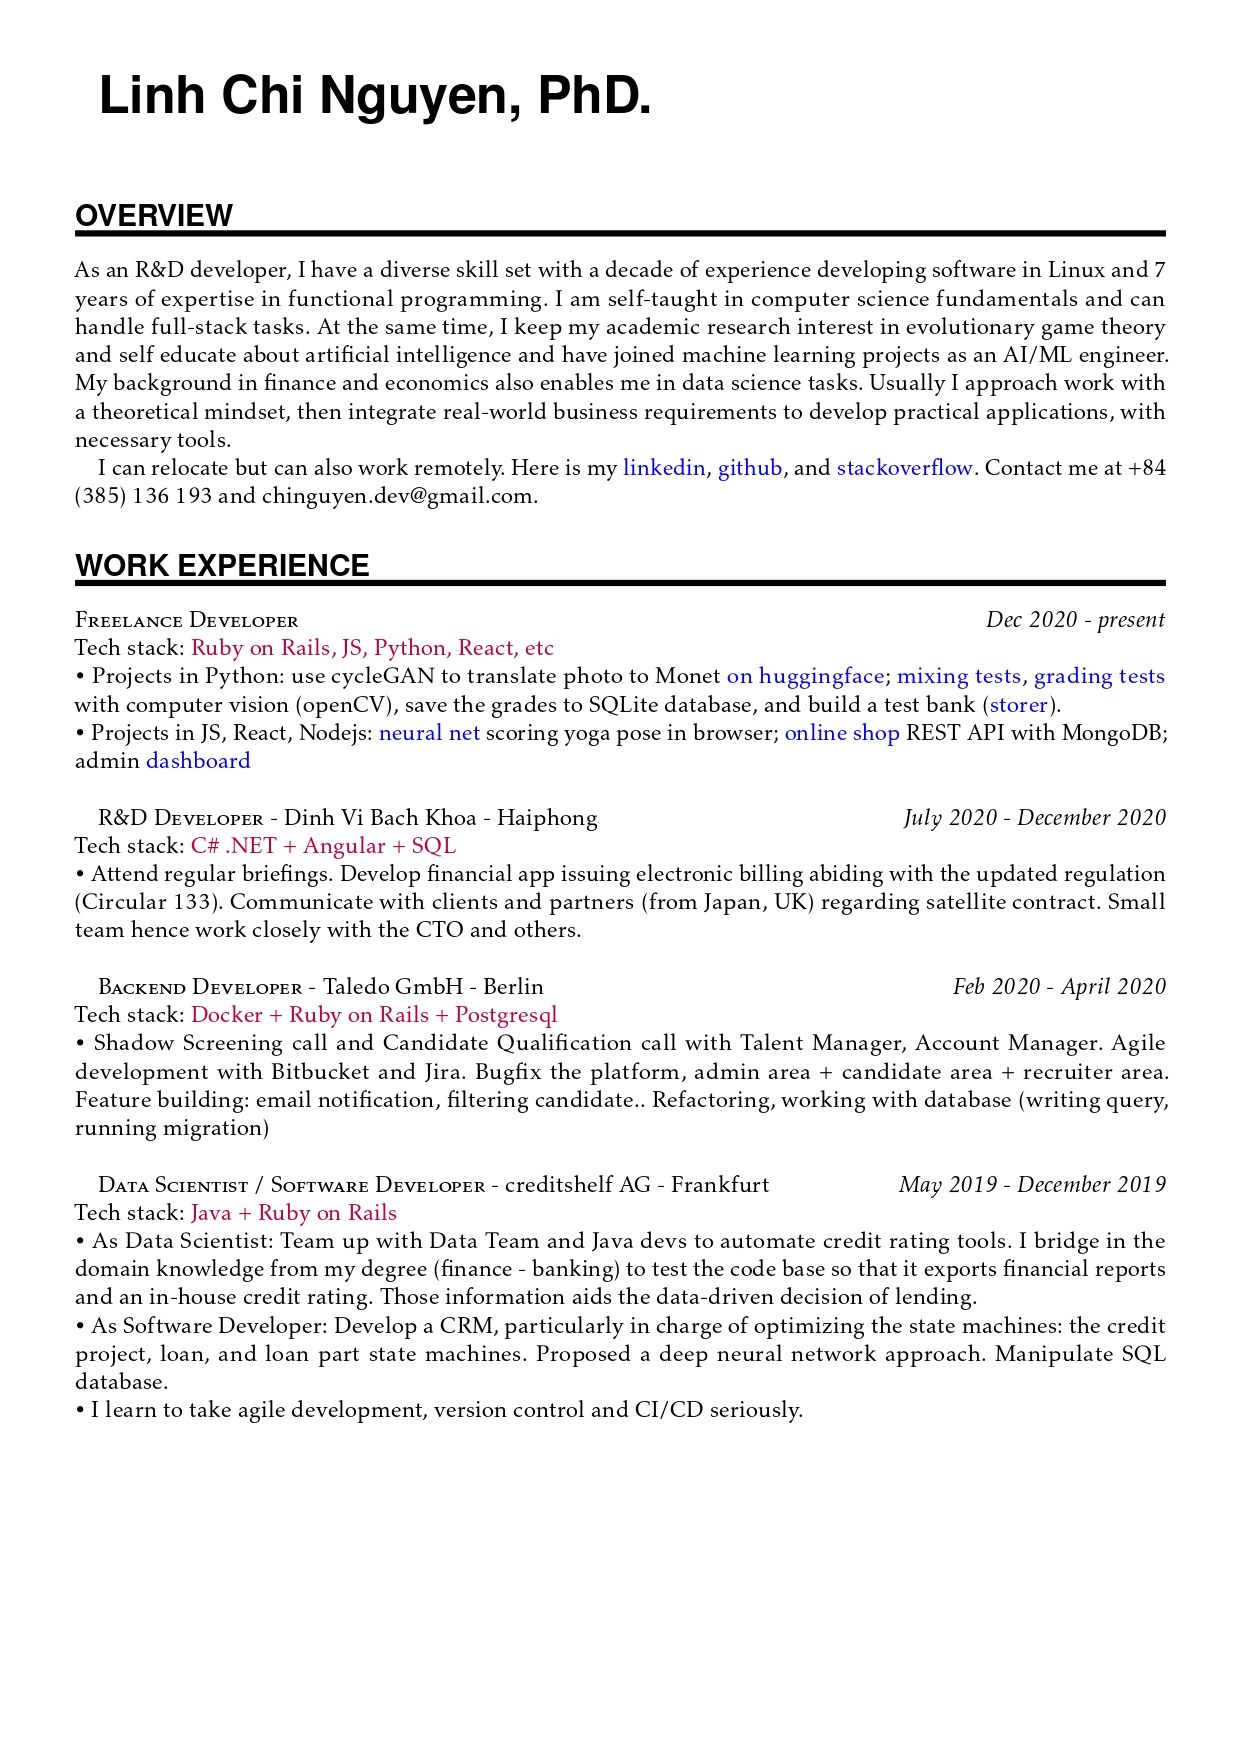 Linh Chi Nguyen, PhD.
OVERVIEW
As an R&D developer, I have a diverse skill set with a decade of experience developing software in Linux and 7
years of expertise in functional programming. I am self-taught in computer science fundamentals and can
handle full-stack tasks. At the same time, I keep my academic research interest in evolutionary game theory
and self educate about artificial intelligence and have joined machine learning projects as an AI/ML engineer.
My background in finance and economics also enables me in data science tasks. Usually I approach work with
a theoretical mindset, then integrate real-world business requirements to develop practical applications, with
necessary tools.
I can relocate but can also work remotely. Here is my linkedin, github, and stackoverflow. Contact me at +84
(385) 136 193 and chinguyen.dev@gmail.com.
WORK EXPERIENCE
Freelance Developer Dec 2020 - present
Tech stack: Ruby on Rails, JS, Python, React, etc
• Projects in Python: use cycleGAN to translate photo to Monet on huggingface; mixing tests, grading tests
with computer vision (openCV), save the grades to SQLite database, and build a test bank (storer).
• Projects in JS, React, Nodejs: neural net scoring yoga pose in browser; online shop REST API with MongoDB;
admin dashboard
R&D Developer - Dinh Vi Bach Khoa - Haiphong July 2020 - December 2020
Tech stack: C# .NET + Angular + SQL
• Attend regular briefings. Develop financial app issuing electronic billing abiding with the updated regulation
(Circular 133). Communicate with clients and partners (from Japan, UK) regarding satellite contract. Small
team hence work closely with the CTO and others.
Backend Developer - Taledo GmbH - Berlin Feb 2020 - April 2020
Tech stack: Docker + Ruby on Rails + Postgresql
• Shadow Screening call and Candidate Qualification call with Talent Manager, Account Manager. Agile
development with Bitbucket and Jira. Bugfix the platform, admin area + candidate area + recruiter area.
Feature building: email notification, filtering candidate.. Refactoring, working with database (writing query,
running migration)
Data Scientist / Software Developer - creditshelf AG - Frankfurt May 2019 - December 2019
Tech stack: Java + Ruby on Rails
• As Data Scientist: Team up with Data Team and Java devs to automate credit rating tools. I bridge in the
domain knowledge from my degree (finance - banking) to test the code base so that it exports financial reports
and an in-house credit rating. Those information aids the data-driven decision of lending.
• As Software Developer: Develop a CRM, particularly in charge of optimizing the state machines: the credit
project, loan, and loan part state machines. Proposed a deep neural network approach. Manipulate SQL
database.
• I learn to take agile development, version control and CI/CD seriously.